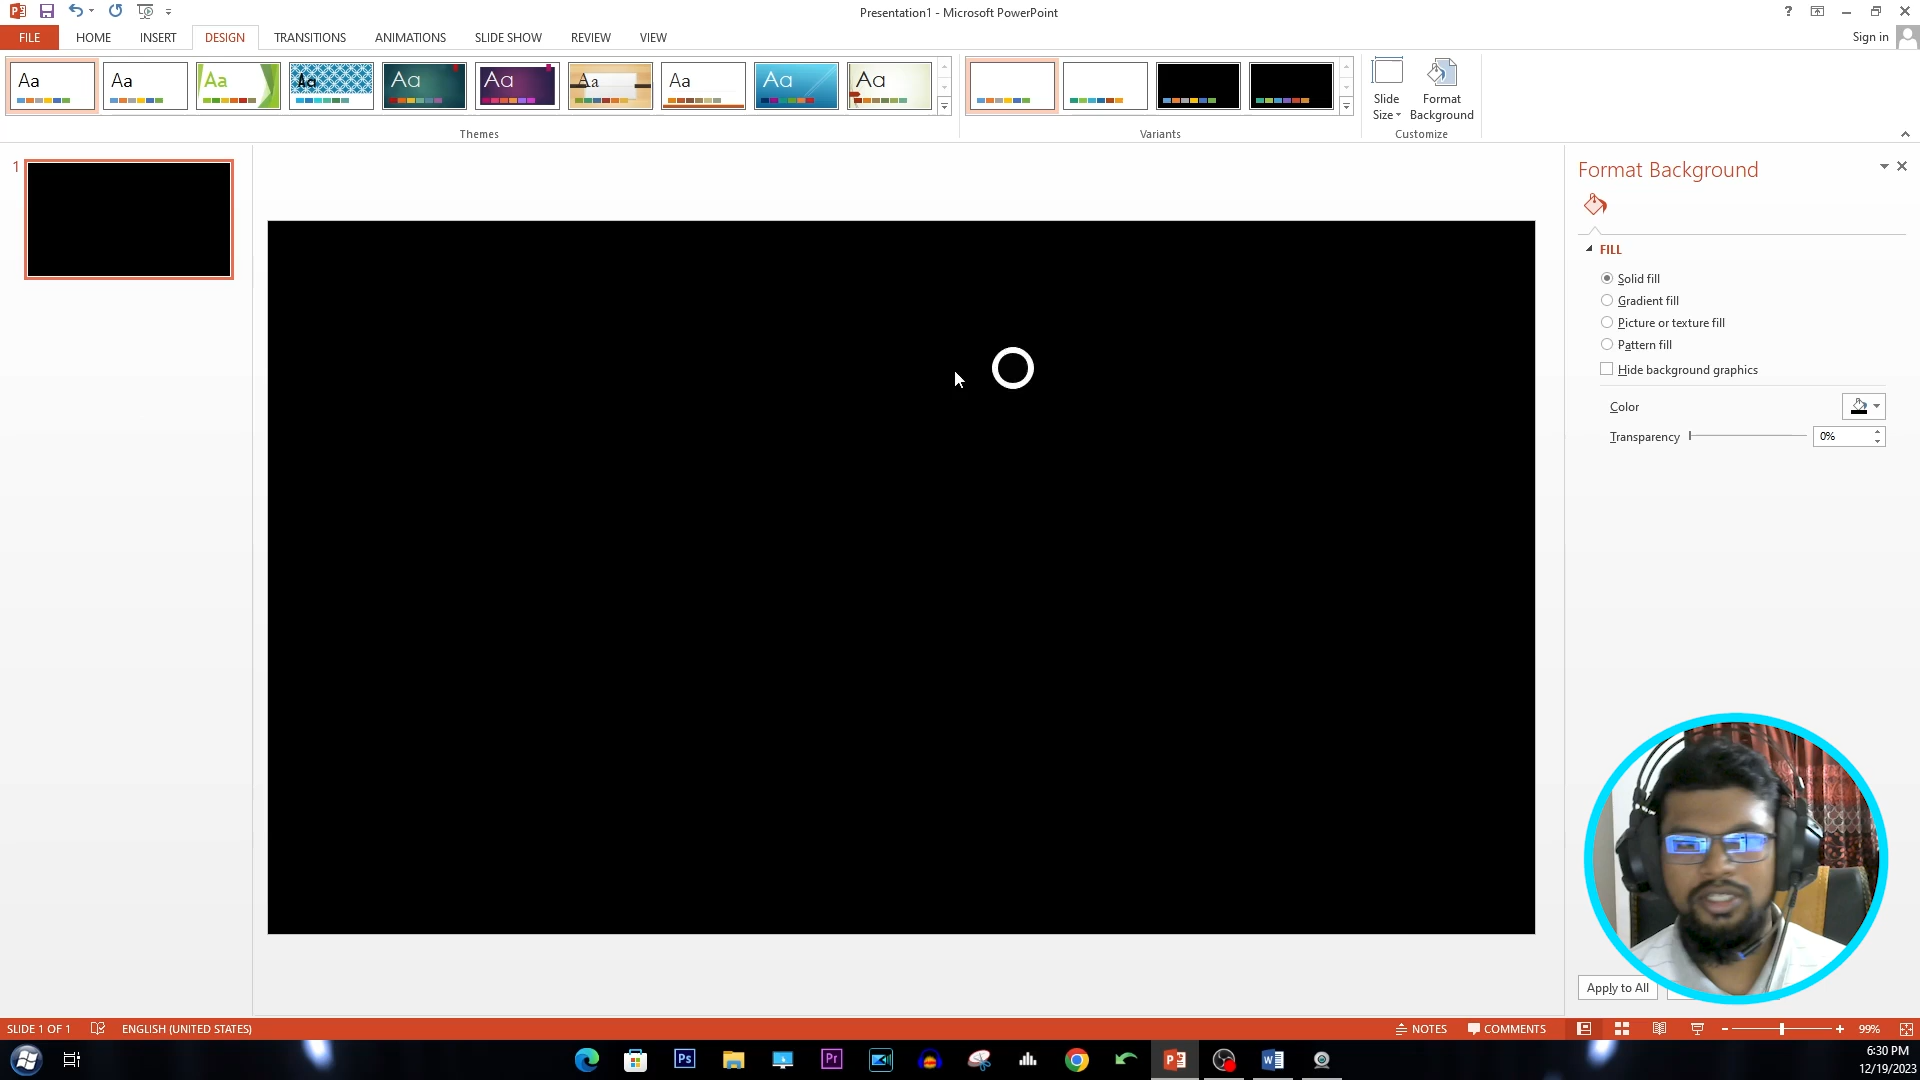 Presentation1 - Microsoft PowerPoint
?
FILE HOME INSERT DESIGN TRANSITIONS ANIMATIONS SLIDE SHOW REVIEW VIEW
Sign in
Aa Aa Aa Aa Aa Aa Aa Aa Aa Aa
Slide Size
Format Background
Themes
Variants
Customize
1
Format Background
FILL
Solid fill
Gradient fill
Picture or texture fill
Pattern fill
Hide background graphics
Color
Transparency 0%
Apply to All
SLIDE 1 OF 1 ENGLISH (UNITED STATES) NOTES COMMENTS 99%
Ps
Pr
6:30 PM
12/19/2023